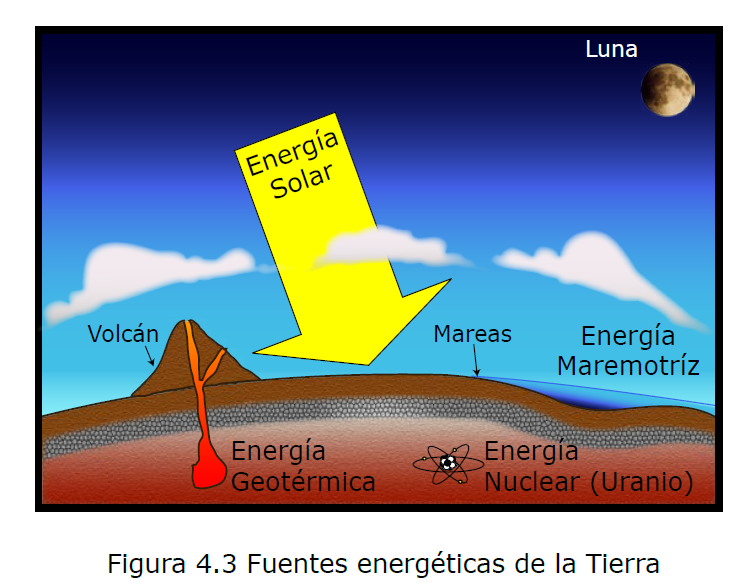 Luna
Energía
Solar
Volcán
Mareas
Energía
Maremotríz
Energía
Geotérmica
Energía
Nuclear (Uranio)
Figura 4.3 Fuentes energéticas de la Tierra